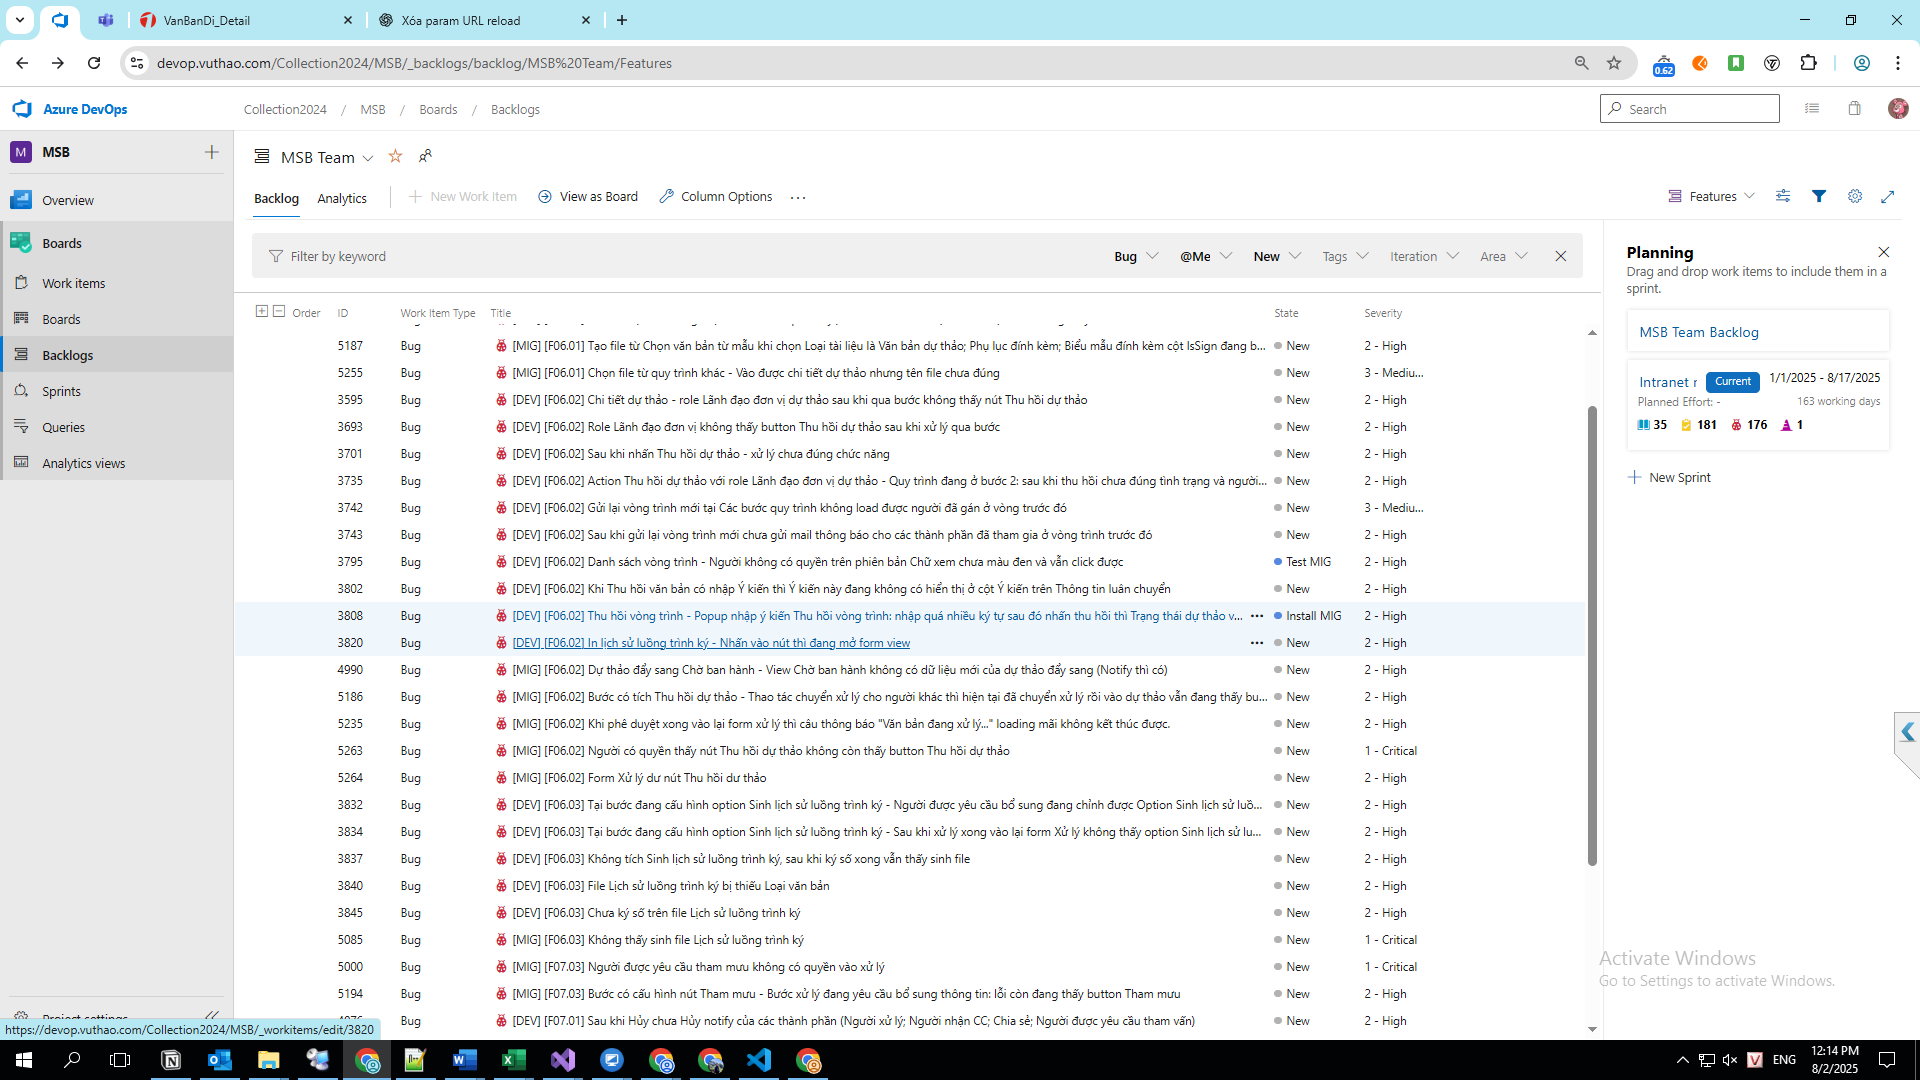 VanBanDi_Detail
Xóa param URL reload
devop.vuthao.com/Collection2024/MSB/_backlogs/backlog/MSB%20Team/Features
0.62
Azure DevOps
Collection2024 / MSB / Boards / Backlogs
Search
M MSB
Overview
Boards
Work items
Boards
Backlogs
Sprints
Queries
Analytics views
MSB Team
Backlog Analytics New Work Item View as Board Column Options
Features
Filter by keyword
Bug @Me New Tags Iteration Area
Order ID Work Item Type Title State Severity
5187 Bug [MIG] [F06.01] Tạo file từ Chọn văn bản từ mẫu khi chọn Loại tài liệu là Văn bản dự thảo; Phụ lục đính kèm; Biểu mẫu đính kèm cột IsSign đang b... New 2 - High
5255 Bug [MIG] [F06.01] Chọn file từ quy trình khác - Vào được chi tiết dự thảo nhưng tên file chưa đúng New 3 - Mediu...
3595 Bug [DEV] [F06.02] Chi tiết dự thảo - role Lãnh đạo đơn vị dự thảo sau khi qua bước không thấy nút Thu hồi dự thảo New 2 - High
3693 Bug [DEV] [F06.02] Role Lãnh đạo đơn vị không thấy button Thu hồi dự thảo sau khi xử lý qua bước New 2 - High
3701 Bug [DEV] [F06.02] Sau khi nhấn Thu hồi dự thảo - xử lý chưa đúng chức năng New 2 - High
3735 Bug [DEV] [F06.02] Action Thu hồi dự thảo với role Lãnh đạo đơn vị dự thảo - Quy trình đang ở bước 2: sau khi thu hồi chưa đúng tình trạng và người... New 2 - High
3742 Bug [DEV] [F06.02] Gửi lại vòng trình mới tại Các bước quy trình không load được người đã gán ở vòng trước đó New 3 - Mediu...
3743 Bug [DEV] [F06.02] Sau khi gửi lại vòng trình mới chưa gửi mail thông báo cho các thành phần đã tham gia ở vòng trình trước đó New 2 - High
3795 Bug [DEV] [F06.02] Danh sách vòng trình - Người không có quyền trên phiên bản Chữ xem chưa màu đen và vẫn click được Test MIG 2 - High
3802 Bug [DEV] [F06.02] Khi Thu hồi văn bản có nhập Ý kiến thì Ý kiến này đang không có hiển thị ở cột Ý kiến trên Thông tin luân chuyển New 2 - High
3808 Bug [DEV] [F06.02] Thu hồi vòng trình - Popup nhập ý kiến Thu hồi vòng trình: nhập quá nhiều ký tự sau đó nhấn thu hồi thì Trạng thái dự thảo v... Install MIG 2 - High
3820 Bug [DEV] [F06.02] In lịch sử luồng trình ký - Nhấn vào nút thì đang mở form view New 2 - High
4990 Bug [MIG] [F06.02] Dự thảo đẩy sang Chờ ban hành - View Chờ ban hành không có dữ liệu mới của dự thảo đẩy sang (Notify thì có) New 2 - High
5186 Bug [MIG] [F06.02] Bước có tích Thu hồi dự thảo - Thao tác chuyển xử lý cho người khác thì hiện tại đã chuyển xử lý rồi vào dự thảo vẫn đang thấy bu... New 2 - High
5235 Bug [MIG] [F06.02] Khi phê duyệt xong vào lại form xử lý thì câu thông báo "Văn bản đang xử lý..." loading mãi không kết thúc được. New 2 - High
5263 Bug [MIG] [F06.02] Người có quyền thấy nút Thu hồi dự thảo không còn thấy button Thu hồi dự thảo New 1 - Critical
5264 Bug [MIG] [F06.02] Form Xử lý dư nút Thu hồi dư thảo New 2 - High
3832 Bug [DEV] [F06.03] Tại bước đang cấu hình option Sinh lịch sử luồng trình ký - Người được yêu cầu bổ sung đang chỉnh được Option Sinh lịch sử luồ... New 2 - High
3834 Bug [DEV] [F06.03] Tại bước đang cấu hình option Sinh lịch sử luồng trình ký - Sau khi xử lý xong vào lại form Xử lý không thấy option Sinh lịch sử lu... New 2 - High
3837 Bug [DEV] [F06.03] Không tích Sinh lịch sử luồng trình ký, sau khi ký số xong vẫn thấy sinh file New 2 - High
3840 Bug [DEV] [F06.03] File Lịch sử luồng trình ký bị thiếu Loại văn bản New 2 - High
3845 Bug [DEV] [F06.03] Chưa ký số trên file Lịch sử luồng trình ký New 2 - High
5085 Bug [MIG] [F06.03] Không thấy sinh file Lịch sử luồng trình ký New 1 - Critical
5000 Bug [MIG] [F07.03] Người được yêu cầu tham mưu không có quyền vào xử lý New 1 - Critical
5194 Bug [MIG] [F07.03] Bước có cấu hình nút Tham mưu - Bước xử lý đang yêu cầu bổ sung thông tin: lỗi còn đang thấy button Tham mưu New 2 - High
Bug [DEV] [F07.01] Sau khi Hủy chưa Hủy notify của các thành phần (Người xử lý; Người nhận CC; Chia sẻ; Người được yêu cầu tham vấn) New 2 - High
Planning
Drag and drop work items to include them in a
sprint.
MSB Team Backlog
Intranet Current 1/1/2025 - 8/17/2025
Planned Effort: - 163 working days
35 181 176 1
New Sprint
Activate Windows
Go to Settings to activate Windows.
Project settings
https://devop.vuthao.com/Collection2024/MSB/_workitems/edit/3820
ENG
12:14 PM
8/2/2025